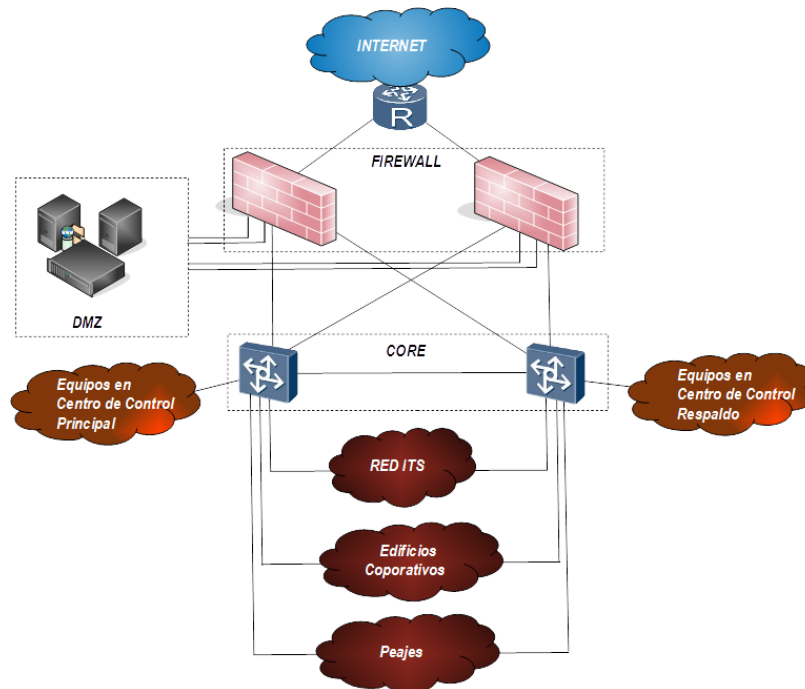 INTERNET
R
FIREWALL
DMZ
CORE
Equipos en
Centro de Control
Principal
Equipos en
Centro de Control
Respaldo
RED ITS
Edificios
Coporativos
Peajes